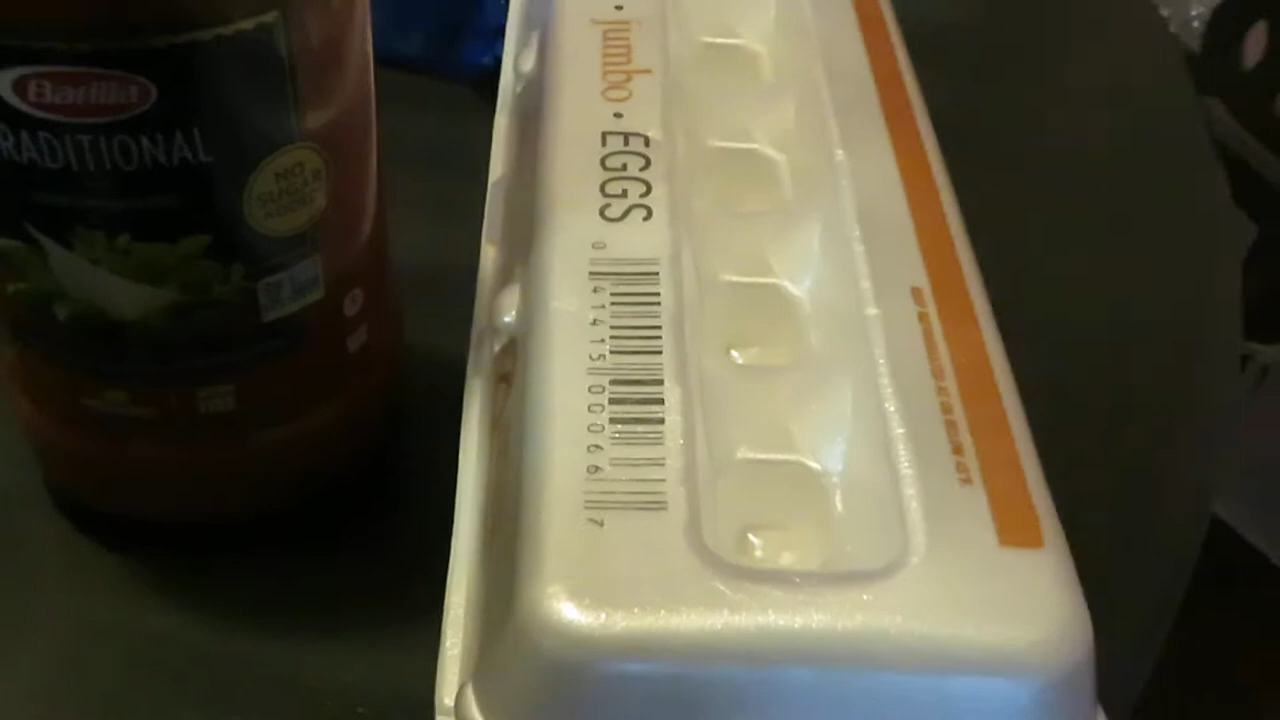 Barilla
RADITIONAL
NO
SUGAR
ADDED
• jumbo • EGGS
0 41415 00066 7